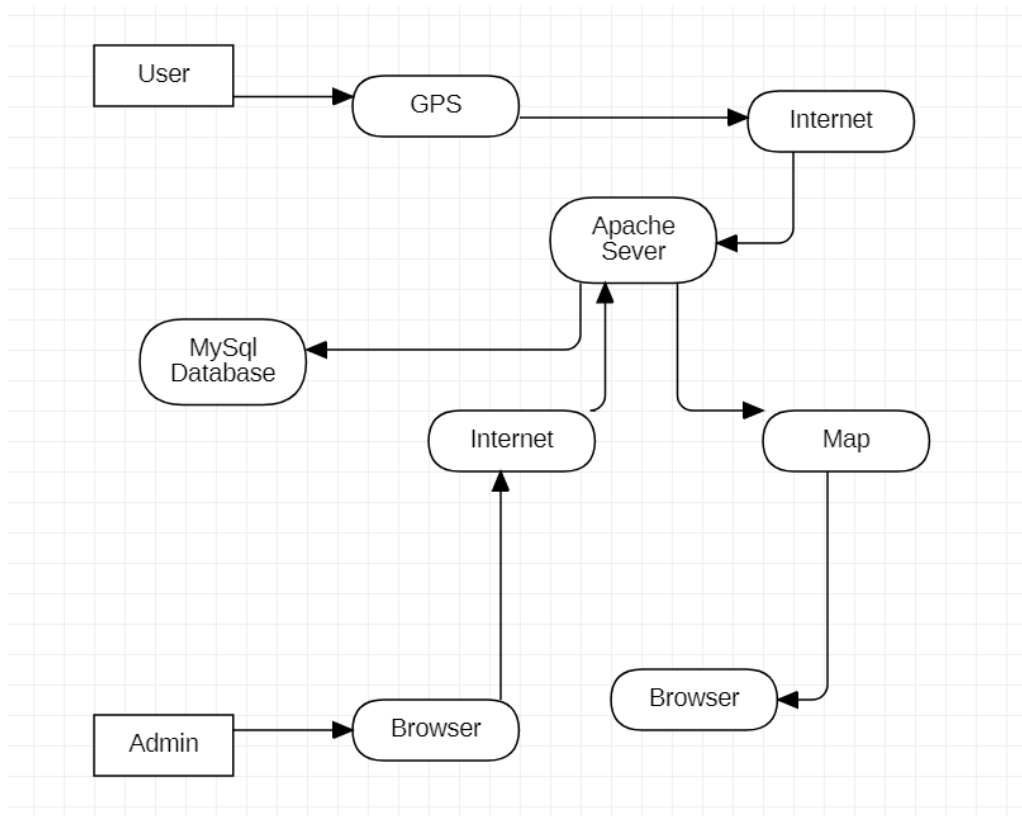 User
GPS
Internet
Apache
Sever
MySql
Database
Internet
Map
Browser
Admin
Browser